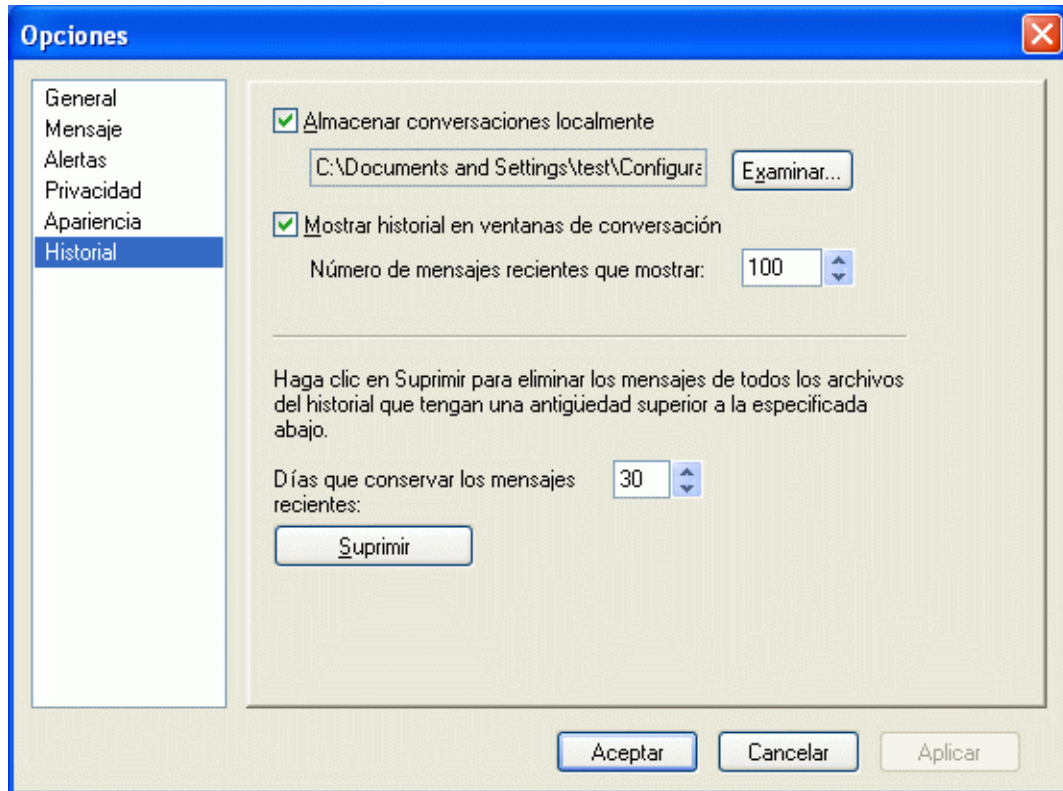 Opciones
General
Mensaje
Alertas
Privacidad
Apariencia
Historial
Almacenar conversaciones localmente
C:\Documents and Settings\test\Configura
Examinar...
Mostrar historial en ventanas de conversación
Número de mensajes recientes que mostrar:
100
Haga clic en Suprimir para eliminar los mensajes de todos los archivos
del historial que tengan una antigüedad superior a la especificada
abajo.
Días que conservar los mensajes
recientes:
30
Suprimir
Aceptar
Cancelar
Aplicar